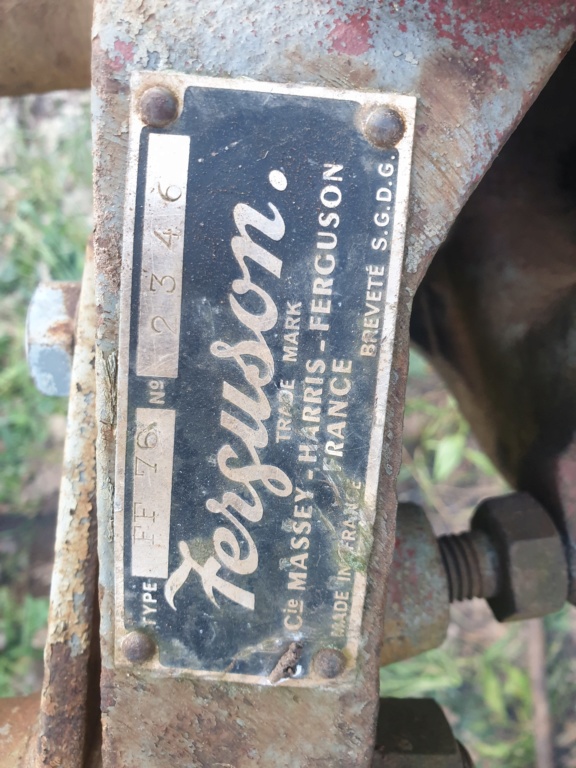 TYPE FF 76 Nº 2346
Ferguson.
TRADE MARK
Cie MASSEY-HARRIS-FERGUSON
FRANCE
MADE IN FRANCE BREVETÉ S.G.D.G.